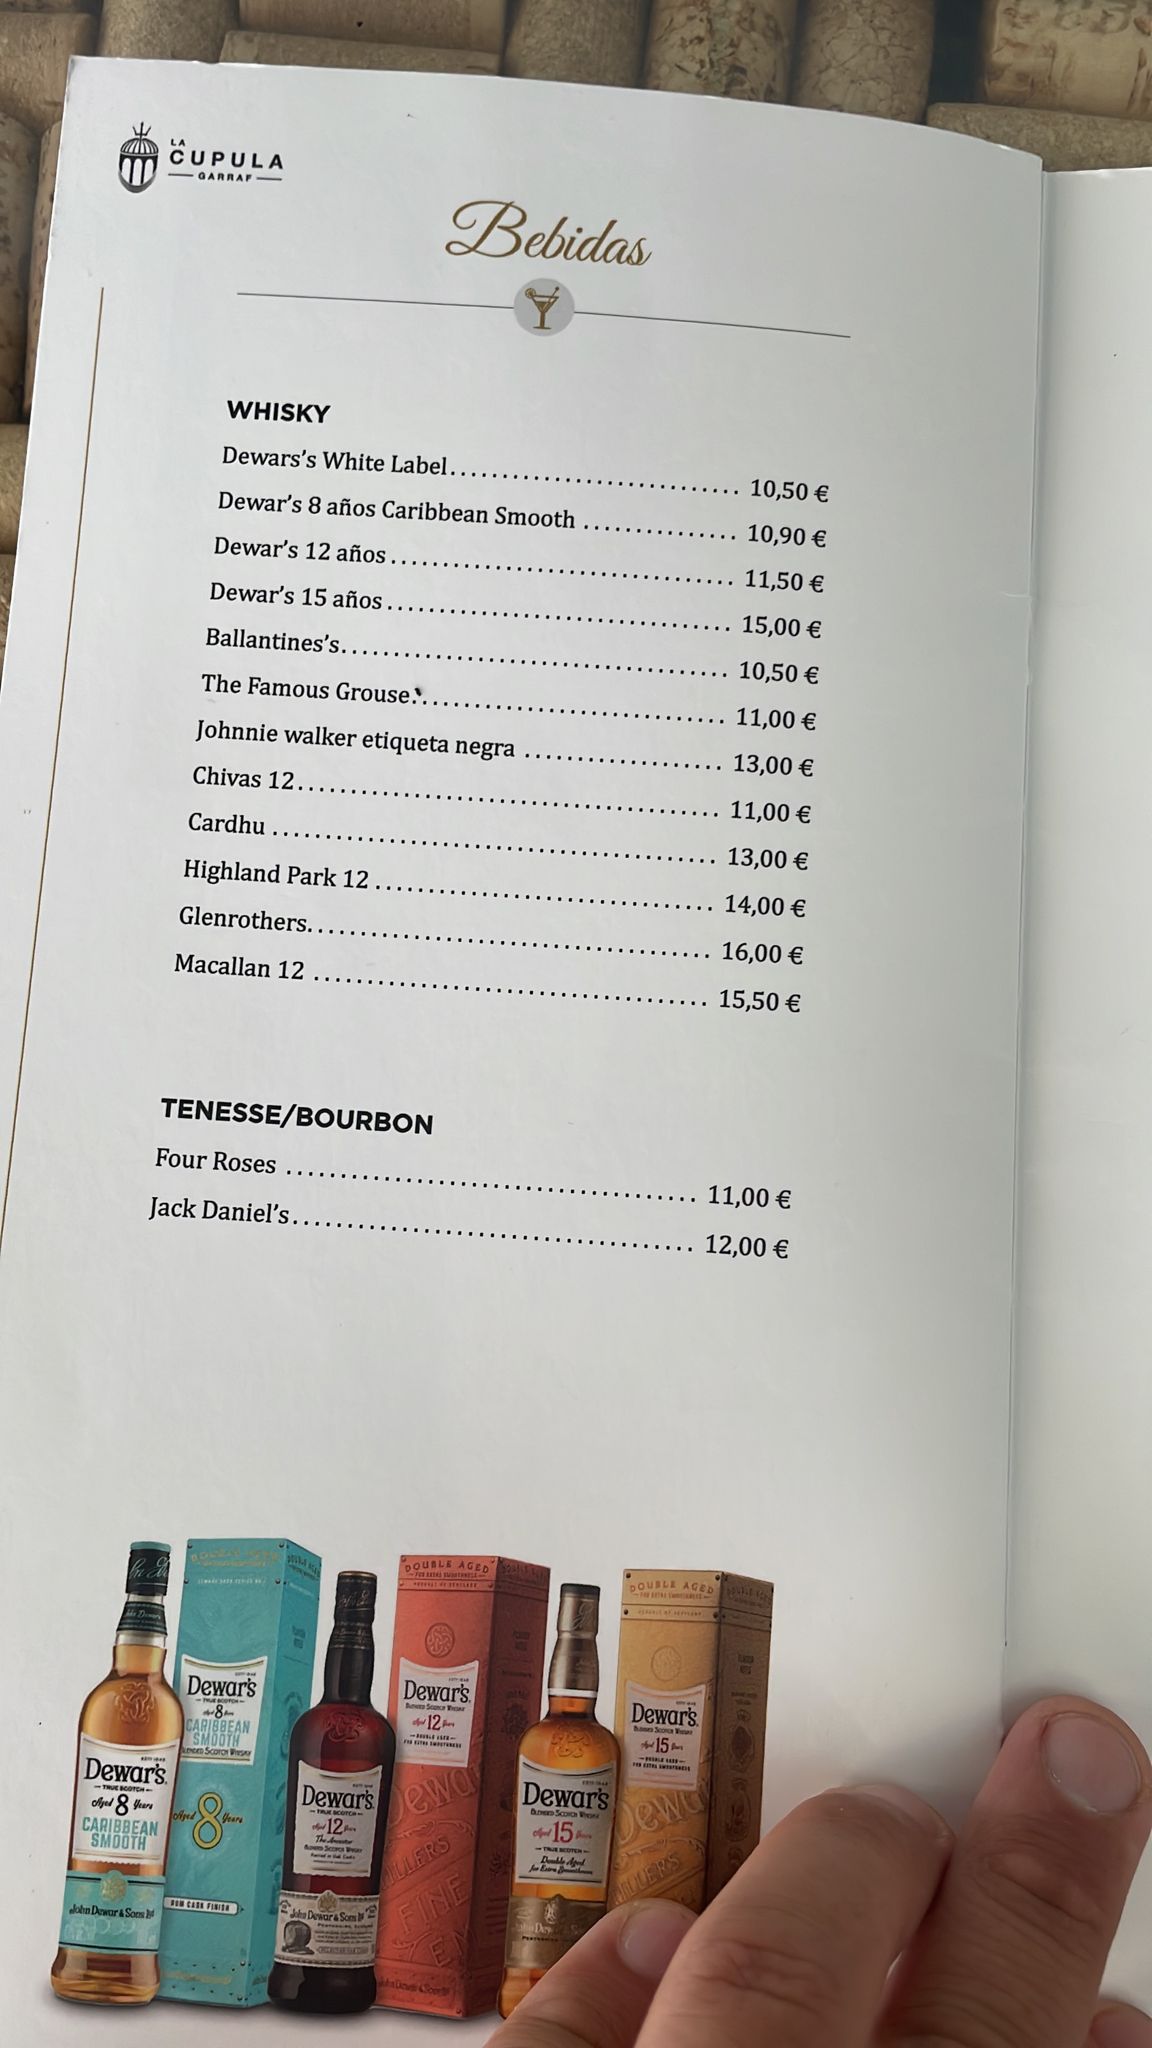 LA
CUPULA
GARRAF
Bebidas
WHISKY
Dewars's White Label............................ 10,50 €
Dewar's 8 años Caribbean Smooth ............... 10,90 €
Dewar's 12 años................................. 11,50 €
Dewar's 15 años................................. 15,00 €
Ballantines's..................................... 10,50 €
The Famous Grouse.............................. 11,00 €
Johnnie walker etiqueta negra ................... 13,00 €
Chivas 12......................................... 11,00 €
Cardhu ........................................... 13,00 €
Highland Park 12 ................................. 14,00 €
Glenrothers....................................... 16,00 €
Macallan 12 ...................................... 15,50 €
TENESSE/BOURBON
Four Roses ........................................ 11,00 €
Jack Daniel's....................................... 12,00 €
Dewar's
TRUE SCOTCH
Aged 8 Years
CARIBBEAN
SMOOTH
John Dewar & Sons Ltd
Dewar's
TRUE SCOTCH
Aged 8 Years
CARIBBEAN
SMOOTH
BLENDED SCOTCH WHISKY
Aged 8 Years
RUM CASK FINISH
Dewar's
TRUE SCOTCH
Aged 12 Years
The Ancestor
BLENDED SCOTCH WHISKY
John Dewar & Sons Ltd
DOUBLE AGED
FOR EXTRA SMOOTHNESS
Dewar's
BLENDED SCOTCH WHISKY
Aged 12 Years
DOUBLE AGED
FOR EXTRA SMOOTHNESS
Dewar's
BLENDED SCOTCH WHISKY
Aged 15 Years
TRUE SCOTCH
Double Aged
for Extra Smoothness
DOUBLE AGED
FOR EXTRA SMOOTHNESS
Dewar's
BLENDED SCOTCH WHISKY
Aged 15 Years
DOUBLE AGED
FOR EXTRA SMOOTHNESS